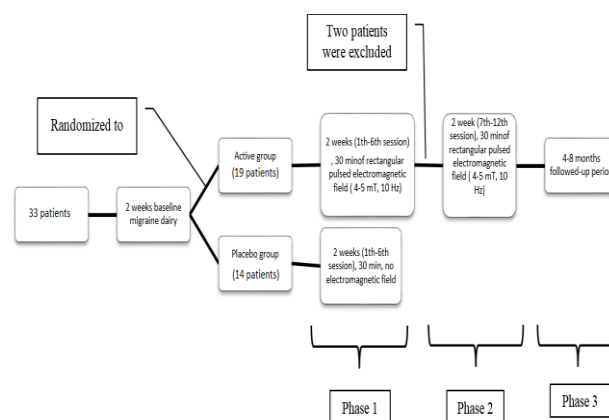 Two patients
were excluded
Randomized to
33 patients
2 weeks baseline
migraine dairy
Active group
(19 patients)
2 weeks (1th-6th session)
, 30 minof rectangular
pulsed electromagnetic
field ( 4-5 mT, 10 Hz)
2 week (7th-12th
session), 30 minof
rectangular pulsed
electromagnetic
field ( 4-5 mT, 10
Hz)
4-8 months
followed-up period
Placebo group
(14 patients)
2 weeks (1th-6th
session), 30 min, no
electromagnetic field
Phase 1
Phase 2
Phase 3